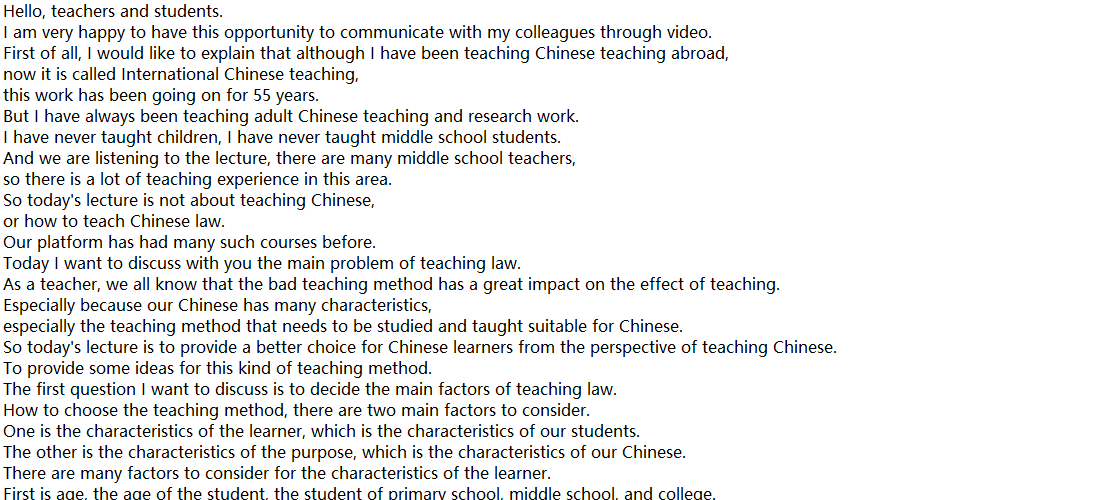 Hello, teachers and students.
I am very happy to have this opportunity to communicate with my colleagues through video.
First of all, I would like to explain that although I have been teaching Chinese teaching abroad,
now it is called International Chinese teaching,
this work has been going on for 55 years.
But I have always been teaching adult Chinese teaching and research work.
I have never taught children, I have never taught middle school students.
And we are listening to the lecture, there are many middle school teachers,
so there is a lot of teaching experience in this area.
So today's lecture is not about teaching Chinese,
or how to teach Chinese law.
Our platform has had many such courses before.
Today I want to discuss with you the main problem of teaching law.
As a teacher, we all know that the bad teaching method has a great impact on the effect of teaching.
Especially because our Chinese has many characteristics,
especially the teaching method that needs to be studied and taught suitable for Chinese.
So today's lecture is to provide a better choice for Chinese learners from the perspective of teaching Chinese.
To provide some ideas for this kind of teaching method.
The first question I want to discuss is to decide the main factors of teaching law.
How to choose the teaching method, there are two main factors to consider.
One is the characteristics of the learner, which is the characteristics of our students.
The other is the characteristics of the purpose, which is the characteristics of our Chinese.
There are many factors to consider for the characteristics of the learner.
First is age, the age of the student, the student of primary school, middle school, and college.